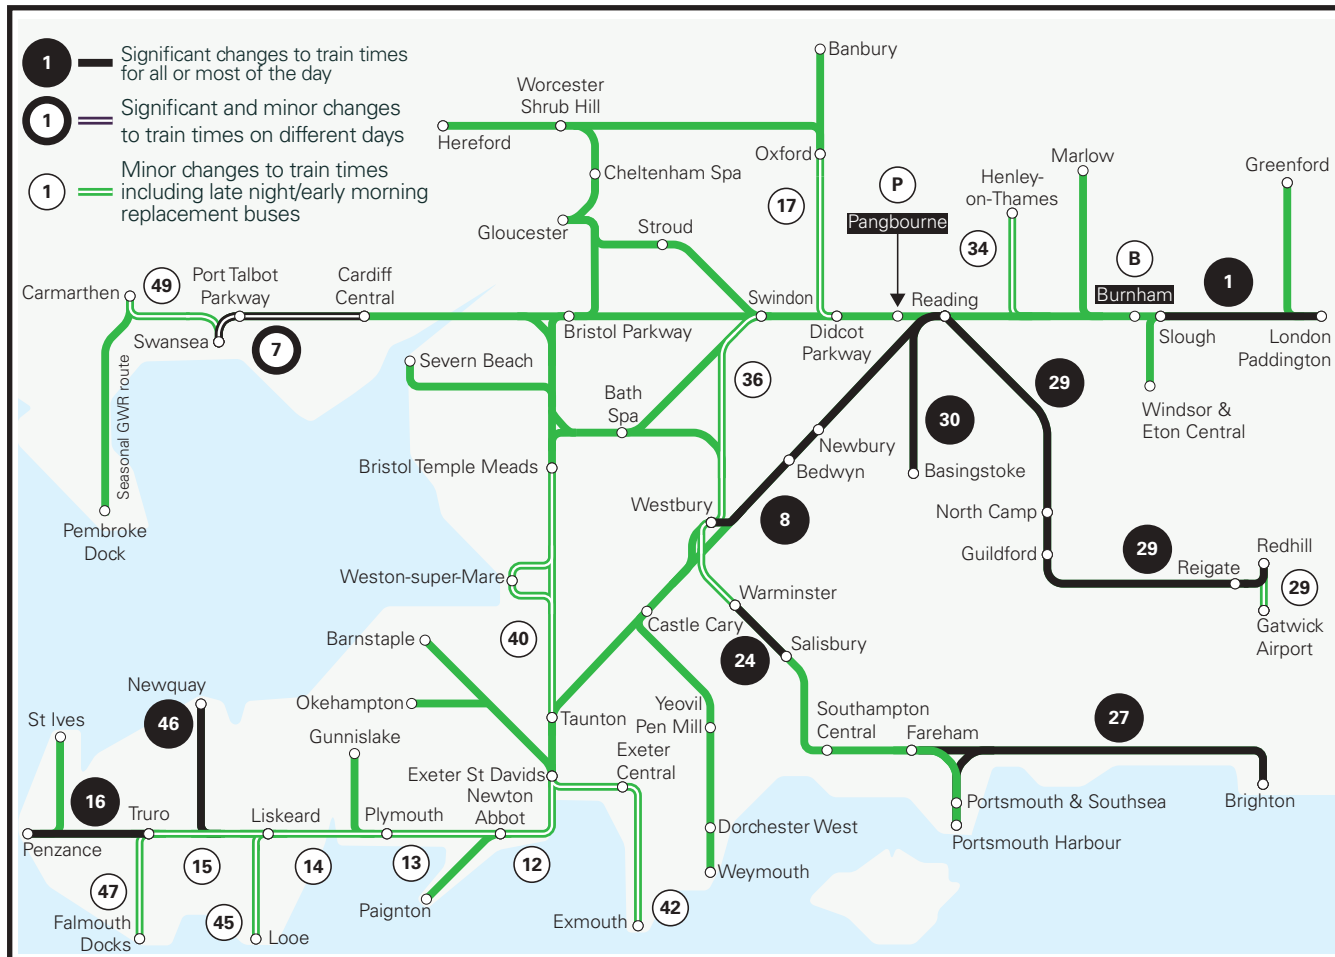 1
Significant changes to train times
for all or most of the day
1
Significant and minor changes
to train times on different days
1
Minor changes to train times
including late night/early morning
replacement buses
Banbury
Worcester
Shrub Hill
Hereford
Oxford
Cheltenham Spa
Gloucester
Stroud
17
P
Pangbourne
Henley-
on-Thames
34
Marlow
B
Burnham
Greenford
1
Carmarthen
49
Port Talbot
Parkway
Cardiff
Central
Swansea
7
Bristol Parkway
Swindon
Didcot
Parkway
Reading
Slough
London
Paddington
Severn Beach
Bath
Spa
36
29
30
Windsor &
Eton Central
Seasonal GWR route
Newbury
Bedwyn
Basingstoke
Bristol Temple Meads
Pembroke
Dock
Westbury
8
North Camp
Guildford
29
Reigate
Redhill
29
Gatwick
Airport
Weston-super-Mare
Warminster
Castle Cary
Salisbury
24
Barnstaple
40
Newquay
46
Okehampton
Taunton
Yeovil
Pen Mill
Southampton
Central
Fareham
27
St Ives
Gunnislake
Exeter St Davids
Exeter
Central
Newton
Abbot
16
Truro
Liskeard
Plymouth
Penzance
Portsmouth & Southsea
Brighton
Portsmouth Harbour
Dorchester West
Weymouth
15
14
13
12
47
45
42
Paignton
Falmouth
Docks
Looe
Exmouth